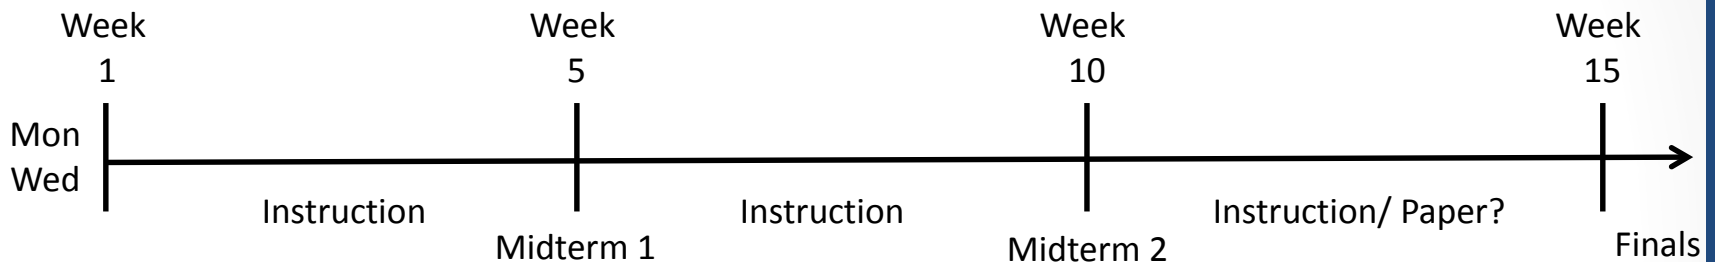 Week
1
Week
5
Week
10
Week
15
Mon
Wed
Instruction
Instruction
Instruction/ Paper?
Midterm 1
Midterm 2
Finals